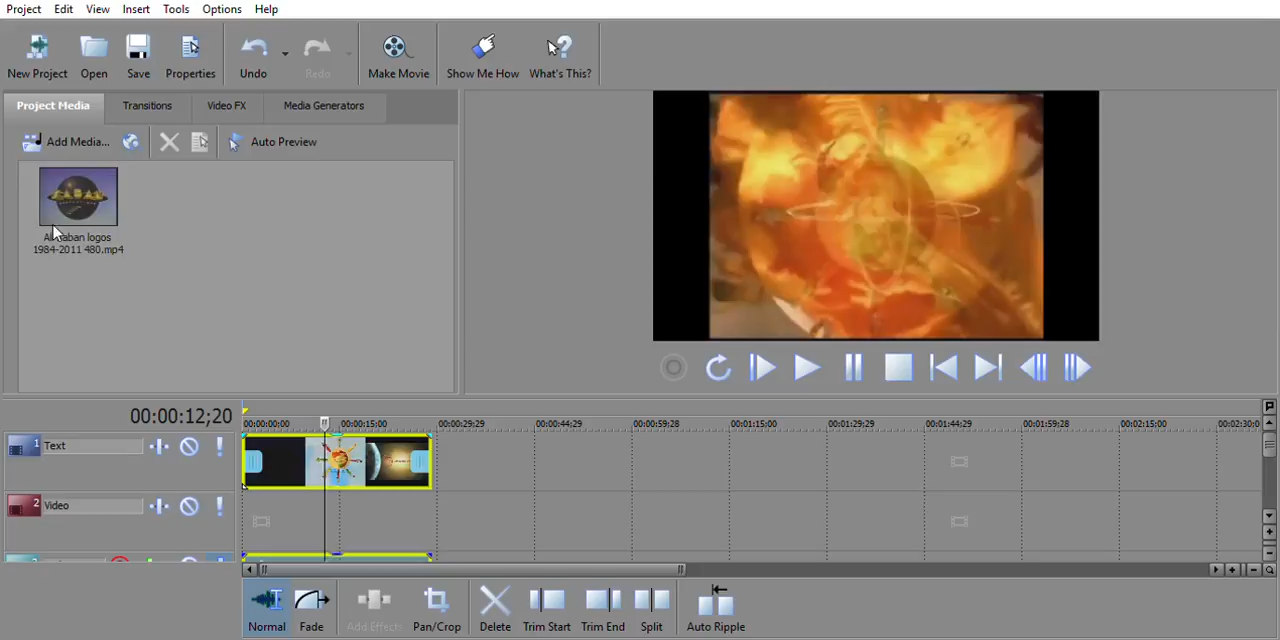 Project Edit View Insert Tools Options Help
New Project Open Save Properties Undo Redo Make Movie Show Me How What's This?
Project Media Transitions Video FX Media Generators
Add Media... Auto Preview
SABAN
logos
1984-2011 480.mp4
00:00:12;20
00:00:00;00 00:00:15;00 00:00:29;29 00:00:44;29 00:00:59;28 00:01:15;00 00:01:29;29 00:01:44;29 00:01:59;28 00:02:15;00 00:02:30;0
1 Text
2 Video
Normal Fade Add Effects Pan/Crop Delete Trim Start Trim End Split Auto Ripple